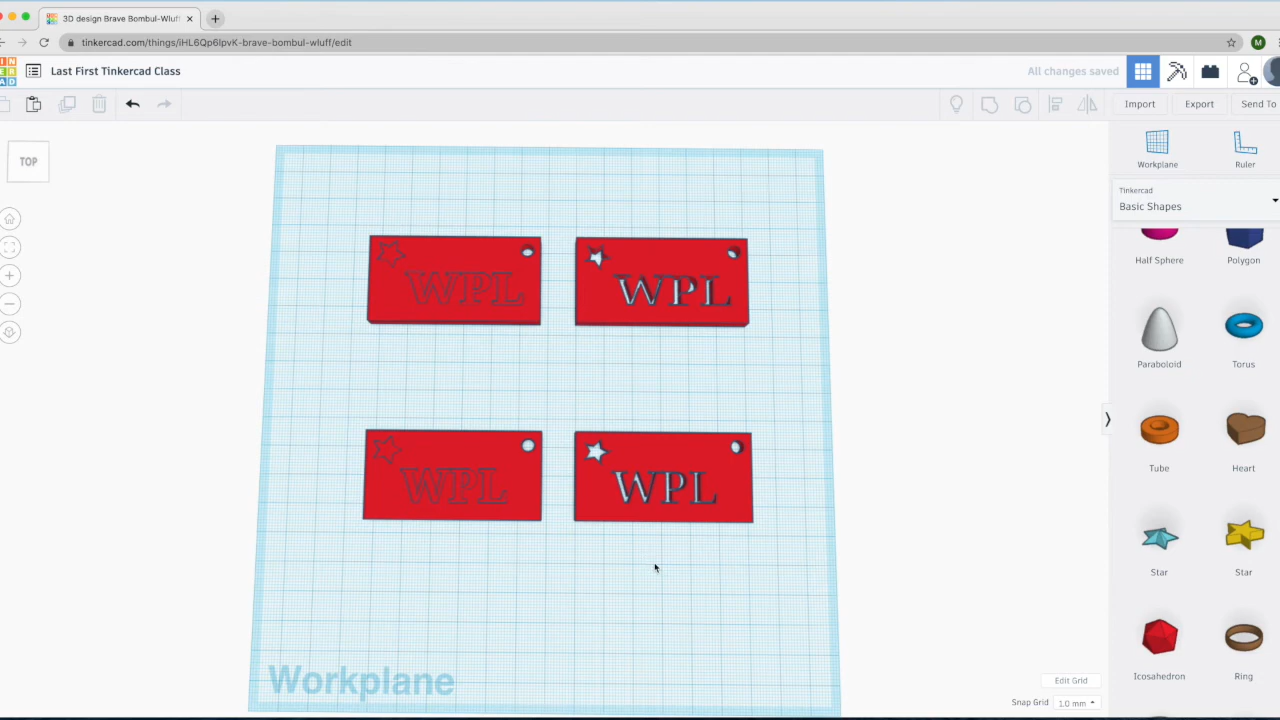 3D design Brave Bombul-Wluff
tinkercad.com/things/iHL6Qp6lpvK-brave-bombul-wluff/edit
M
Last First Tinkercad Class
All changes saved
Import
Export
Send To
TOP
Workplane
Ruler
Tinkercad
Basic Shapes
Half Sphere
Polygon
Paraboloid
Torus
Tube
Heart
Star
Star
Icosahedron
Ring
WPL
WPL
WPL
WPL
Workplane
Edit Grid
Snap Grid
1.0 mm